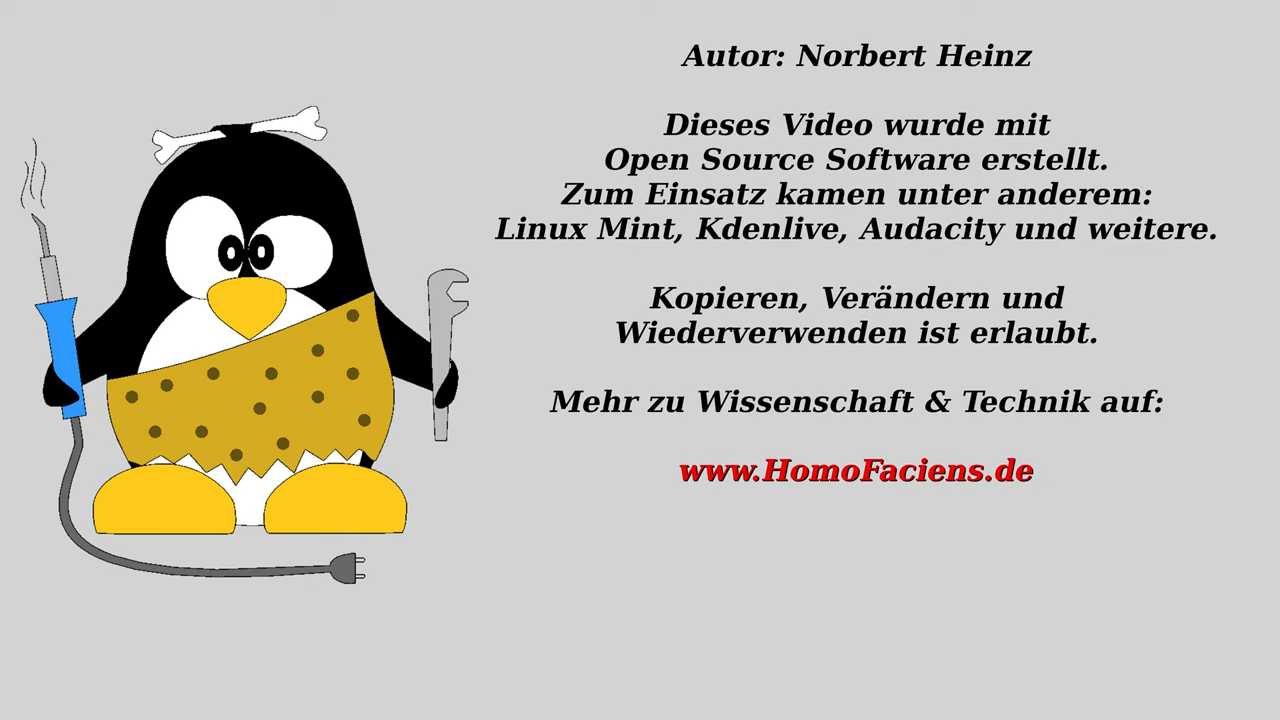 Autor: Norbert Heinz
Dieses Video wurde mit
Open Source Software erstellt.
Zum Einsatz kamen unter anderem:
Linux Mint, Kdenlive, Audacity und weitere.
Kopieren, Verändern und
Wiederverwenden ist erlaubt.
Mehr zu Wissenschaft & Technik auf:
www.HomoFaciens.de